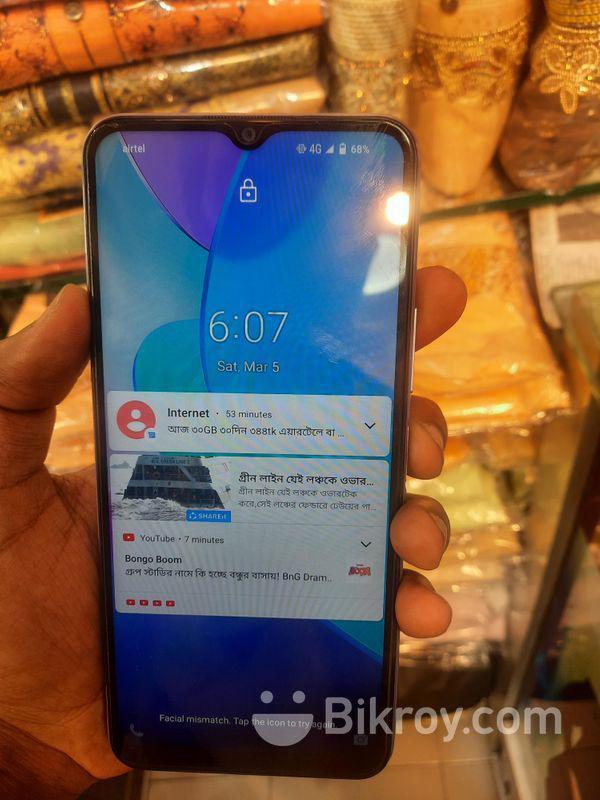 airtel 4G 68%
6:07
Sat, Mar 5
Internet • 53 minutes
আজ ৩০GB ৩০দিন ৩৪৪tk এয়ারটেলে বা ...
গ্রীন লাইন যেই লঞ্চকে ওভার...
গ্রীন লাইন যেই লঞ্চকে ওভারটেক
করে,সেই লঞ্চের ফেন্ডারে ঢেউয়ের পা..
SHAREit
YouTube • 7 minutes
Bongo Boom
গ্রুপ স্টাডির নামে কি হচ্ছে বন্ধুর বাসায়! BnG Dram..
Facial mismatch. Tap the icon to try again.
Bikroy.com